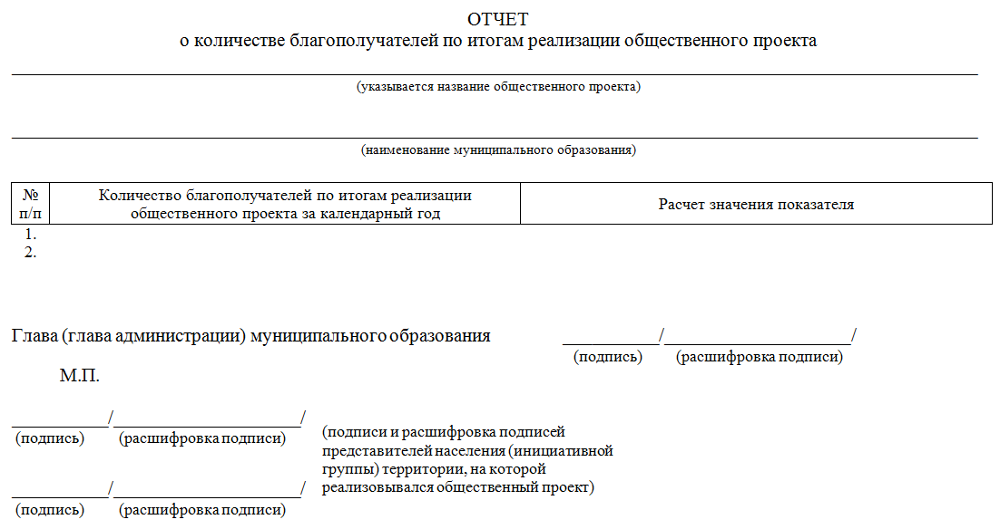 ОТЧЕТ
о количестве благополучателей по итогам реализации общественного проекта
(указывается название общественного проекта)
(наименование муниципального образования)
№ п/п
Количество благополучателей по итогам реализации
общественного проекта за календарный год
Расчет значения показателя
1.
2.
Глава (глава администрации) муниципального образования ___________/_____________________/
(подпись) (расшифровка подписи)
М.П.
___________/_____________________/
(подпись) (расшифровка подписи)
(подписи и расшифровка подписей
представителей населения (инициативной
группы) территории, на которой
реализовывался общественный проект)
___________/_____________________/
(подпись) (расшифровка подписи)